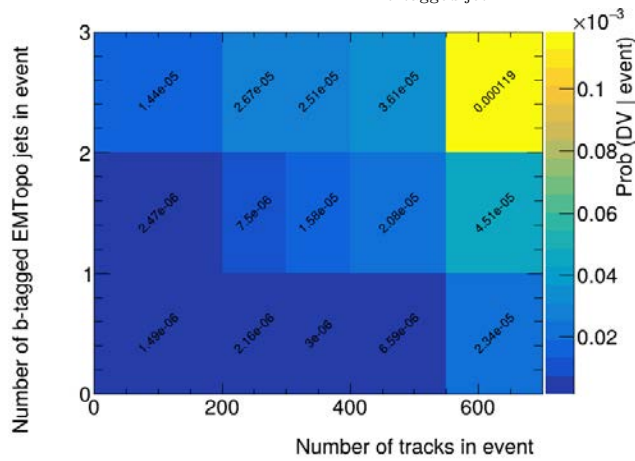 ×10⁻³
3
1.44e-05
2.67e-05
2.51e-05
3.61e-05
0.000119
2
2.47e-06
7.5e-06
1.58e-05
2.08e-05
4.51e-05
1
1.49e-06
2.16e-06
3e-06
6.59e-06
2.34e-05
0
0 200 400 600
Number of tracks in event
Number of b-tagged EMTopo jets in event
0.1
0.08
0.06
0.04
0.02
Prob (DV | event)